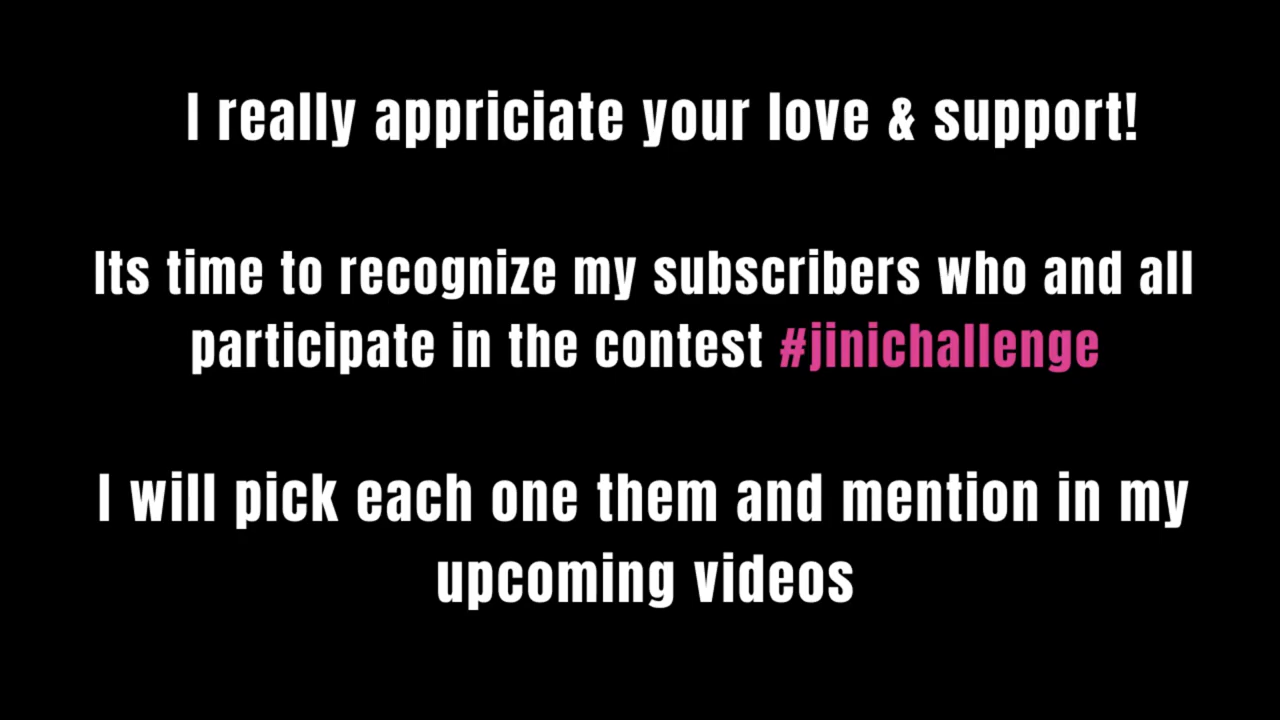 I really appriciate your love & support!
Its time to recognize my subscribers who and all
participate in the contest #jinichallenge
I will pick each one them and mention in my
upcoming videos